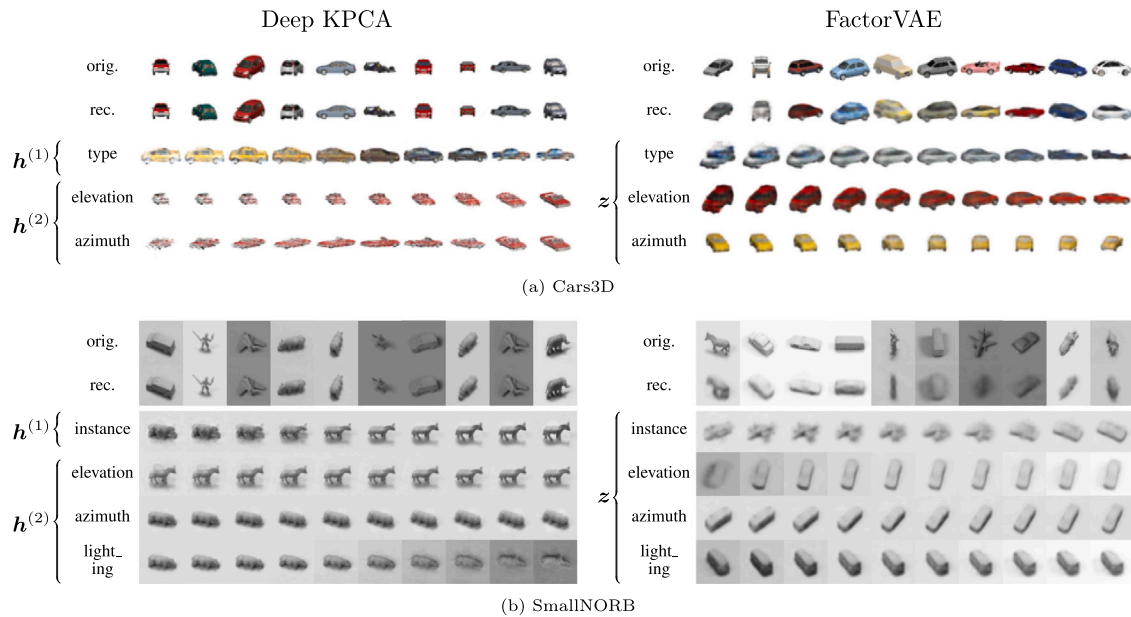 Deep KPCA
FactorVAE
orig.
rec.
h(1) { type
h(2) {
elevation
azimuth
orig.
rec.
type
z {
elevation
azimuth
(a) Cars3D
orig.
rec.
h(1) { instance
elevation
h(2) {
azimuth
light_
ing
orig.
rec.
instance
elevation
z {
azimuth
light_
ing
(b) SmallNORB